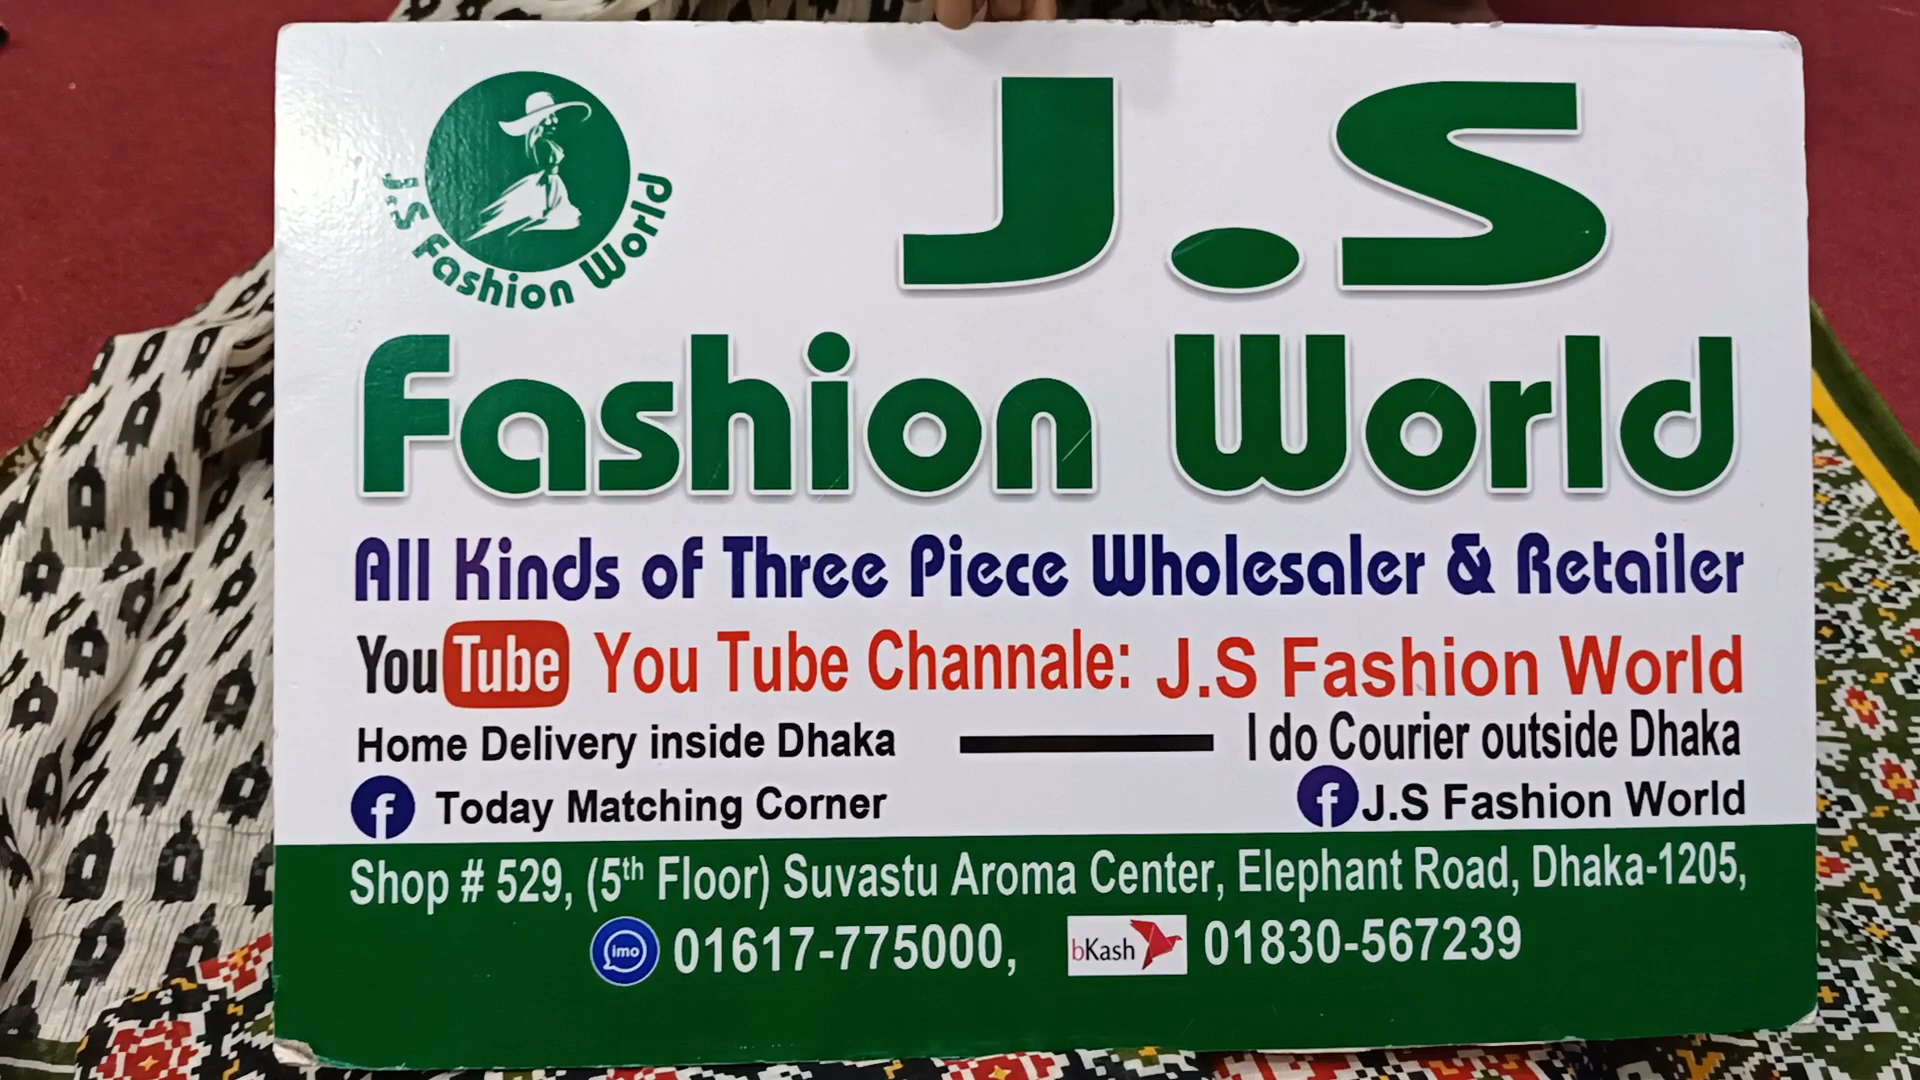 J.S Fashion World
J.S
Fashion World
All Kinds of Three Piece Wholesaler & Retailer
YouTube You Tube Channale: J.S Fashion World
Home Delivery inside Dhaka I do Courier outside Dhaka
f Today Matching Corner f J.S Fashion World
Shop # 529, (5th Floor) Suvastu Aroma Center, Elephant Road, Dhaka-1205,
imo 01617-775000, bKash 01830-567239